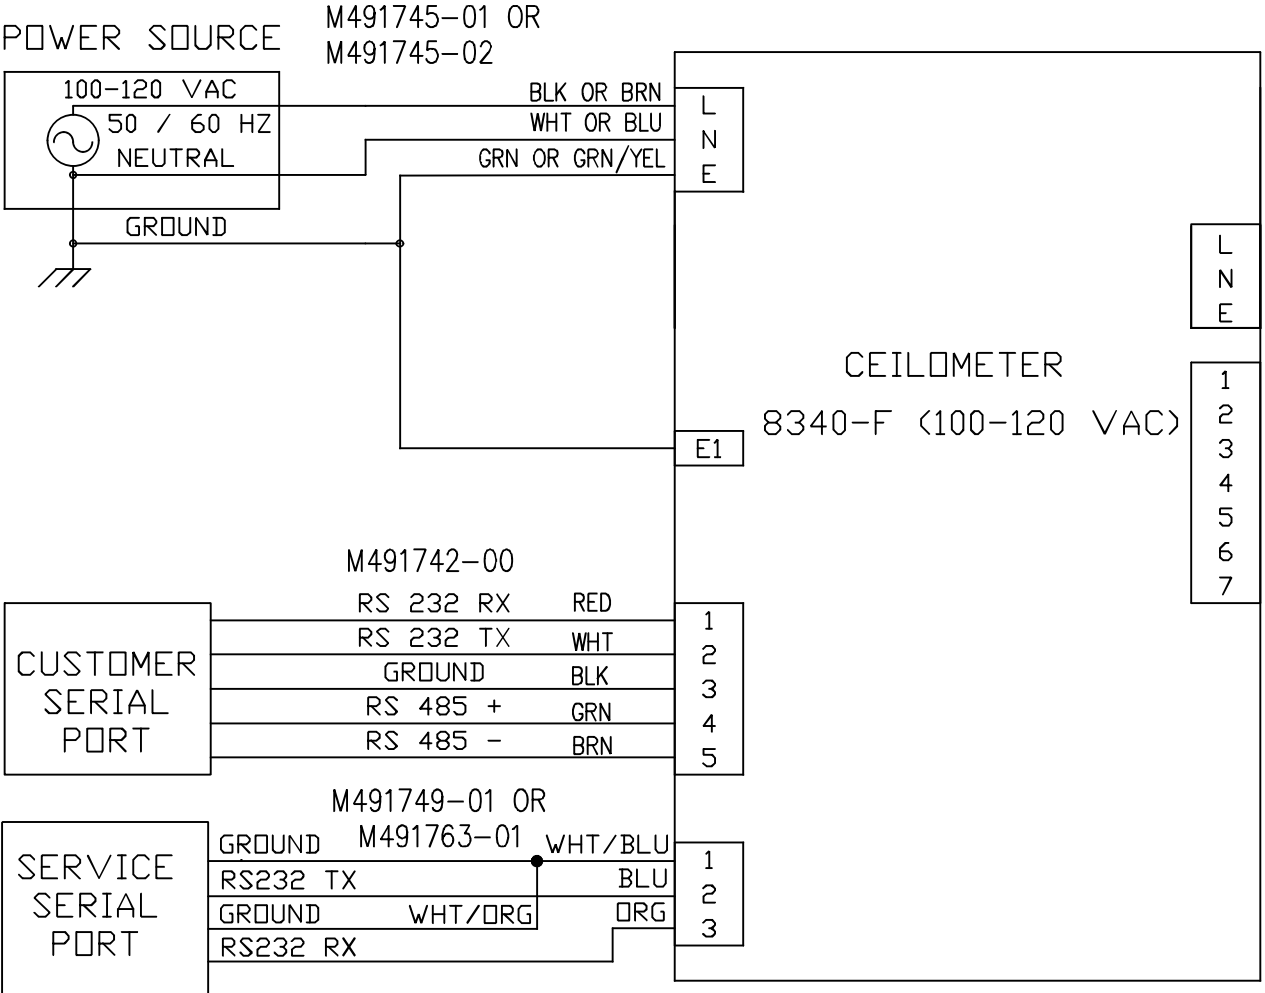 POWER SOURCE
M491745-01 OR
M491745-02
100-120 VAC
50 / 60 HZ
NEUTRAL
GROUND
BLK OR BRN
WHT OR BLU
GRN OR GRN/YEL
L
N
E
L
N
E
CEILOMETER
8340-F (100-120 VAC)
E1
1
2
3
4
5
6
7
M491742-00
CUSTOMER
SERIAL
PORT
RS 232 RX RED
RS 232 TX WHT
GROUND BLK
RS 485 + GRN
RS 485 - BRN
1
2
3
4
5
M491749-01 OR
M491763-01
SERVICE
SERIAL
PORT
GROUND WHT/BLU
RS232 TX BLU
GROUND WHT/ORG ORG
RS232 RX
1
2
3